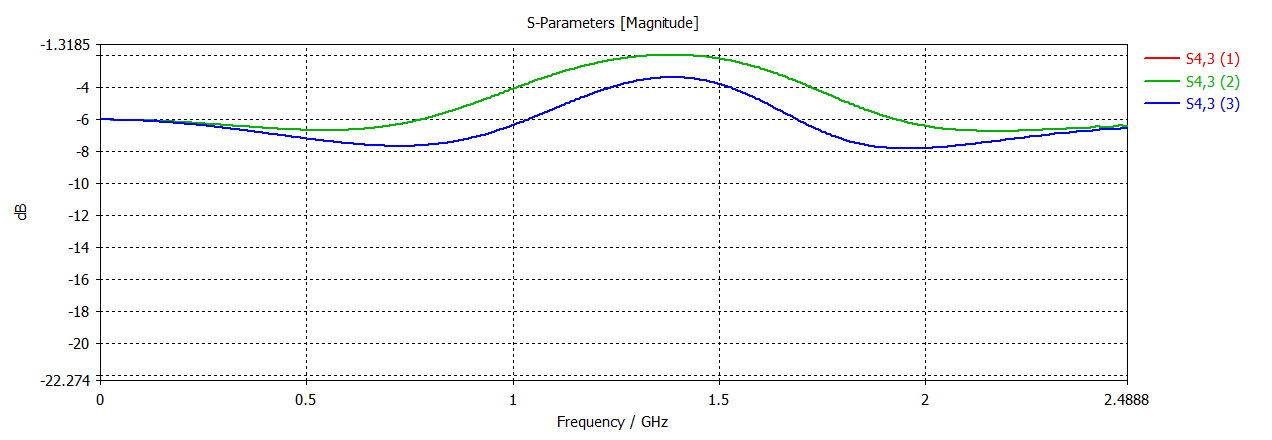 S-Parameters [Magnitude]
-1.3185
-4
-6
-8
-10
-12
-14
-16
-18
-20
-22.274
dB
0
0.5
1
1.5
2
2.4888
Frequency / GHz
S4,3 (1)
S4,3 (2)
S4,3 (3)